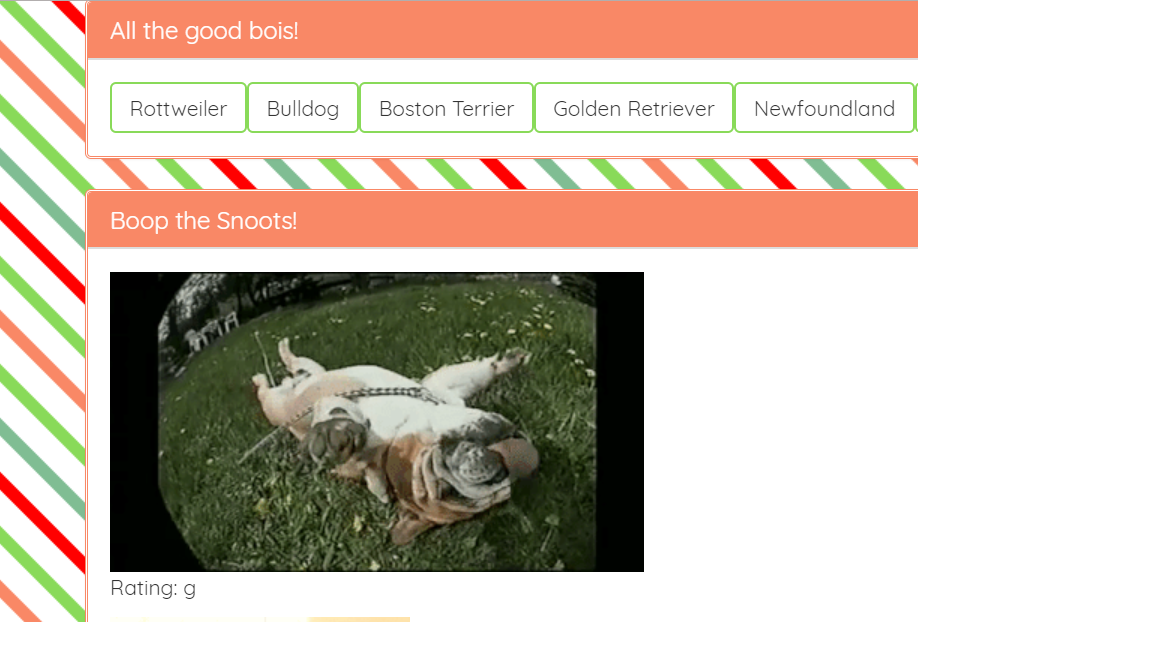 All the good bois!
Rottweiler Bulldog Boston Terrier Golden Retriever Newfoundland
Boop the Snoots!
Rating: g